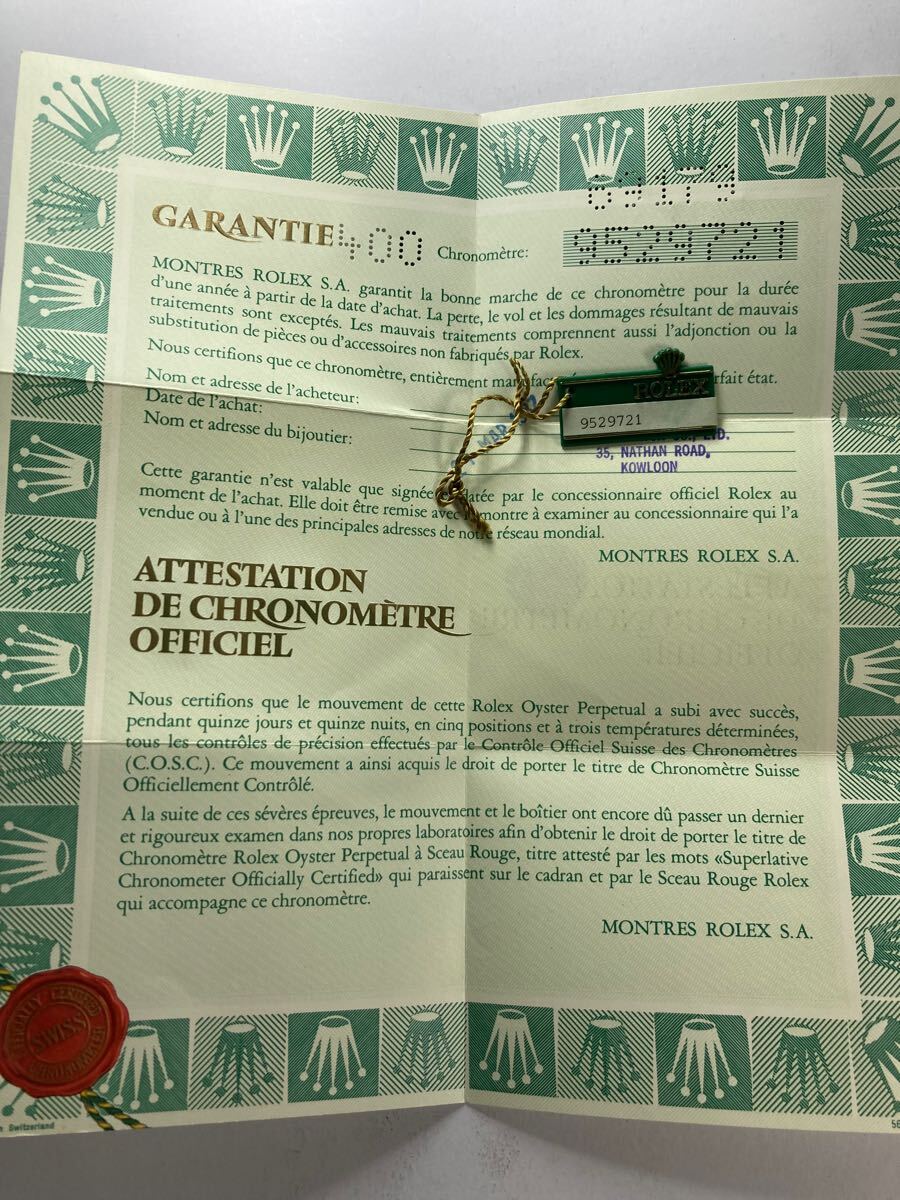 69179
GARANTIE 400 Chronomètre: 9529721
MONTRES ROLEX S.A. garantit la bonne marche de ce chronomètre pour la durée
d'une année à partir de la date d'achat. La perte, le vol et les dommages résultant de mauvais
traitements sont exceptés. Les mauvais traitements comprennent aussi l'adjonction ou la
substitution de pièces ou d'accessoires non fabriqués par Rolex.
Nous certifions que ce chronomètre, entièrement état.
Nom et adresse de l'acheteur:
Date de l'achat:
Nom et adresse du bijoutier:
ROLEX
9529721
LTD.
35, NATHAN ROAD,
KOWLOON
Cette garantie n'est valable que signée datée par le concessionnaire officiel Rolex au
moment de l'achat. Elle doit être remise avec montre à examiner au concessionnaire qui l'a
vendue ou à l'une des principales adresses de notre réseau mondial.
MONTRES ROLEX S.A.
ATTESTATION
DE CHRONOMÈTRE
OFFICIEL
Nous certifions que le mouvement de cette Rolex Oyster Perpetual a subi avec succès,
pendant quinze jours et quinze nuits, en cinq positions et à trois températures déterminées,
tous les contrôles de précision effectués par le Contrôle Officiel Suisse des Chronomètres
(C.O.S.C.). Ce mouvement a ainsi acquis le droit de porter le titre de Chronomètre Suisse
Officiellement Contrôlé.
A la suite de ces sévères épreuves, le mouvement et le boîtier ont encore dû passer un dernier
et rigoureux examen dans nos propres laboratoires afin d'obtenir le droit de porter le titre de
Chronomètre Rolex Oyster Perpetual à Sceau Rouge, titre attesté par les mots «Superlative
Chronometer Officially Certified» qui paraissent sur le cadran et par le Sceau Rouge Rolex
qui accompagne ce chronomètre.
MONTRES ROLEX S.A.
SWISS
Switzerland